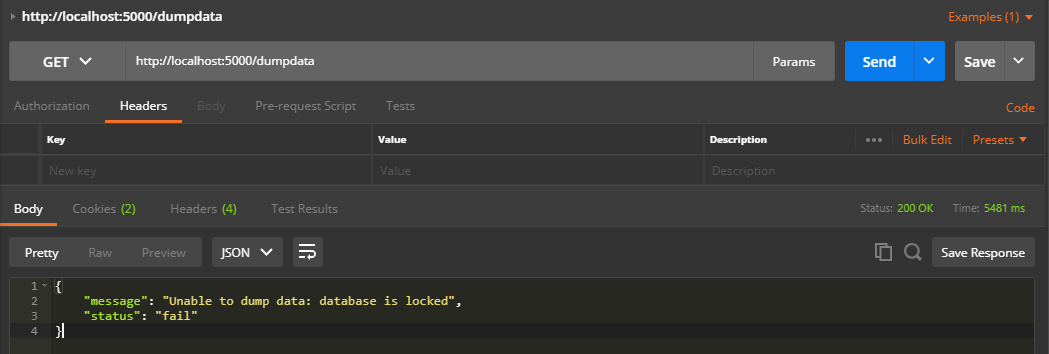 http://localhost:5000/dumpdata Examples (1)
GET http://localhost:5000/dumpdata Params Send Save
Authorization Headers Body Pre-request Script Tests Code
Key Value Description ••• Bulk Edit Presets
New key Value Description
Body Cookies (2) Headers (4) Test Results Status: 200 OK Time: 5481 ms
Pretty Raw Preview JSON Save Response
1 {
2 "message": "Unable to dump data: database is locked",
3 "status": "fail"
4 }